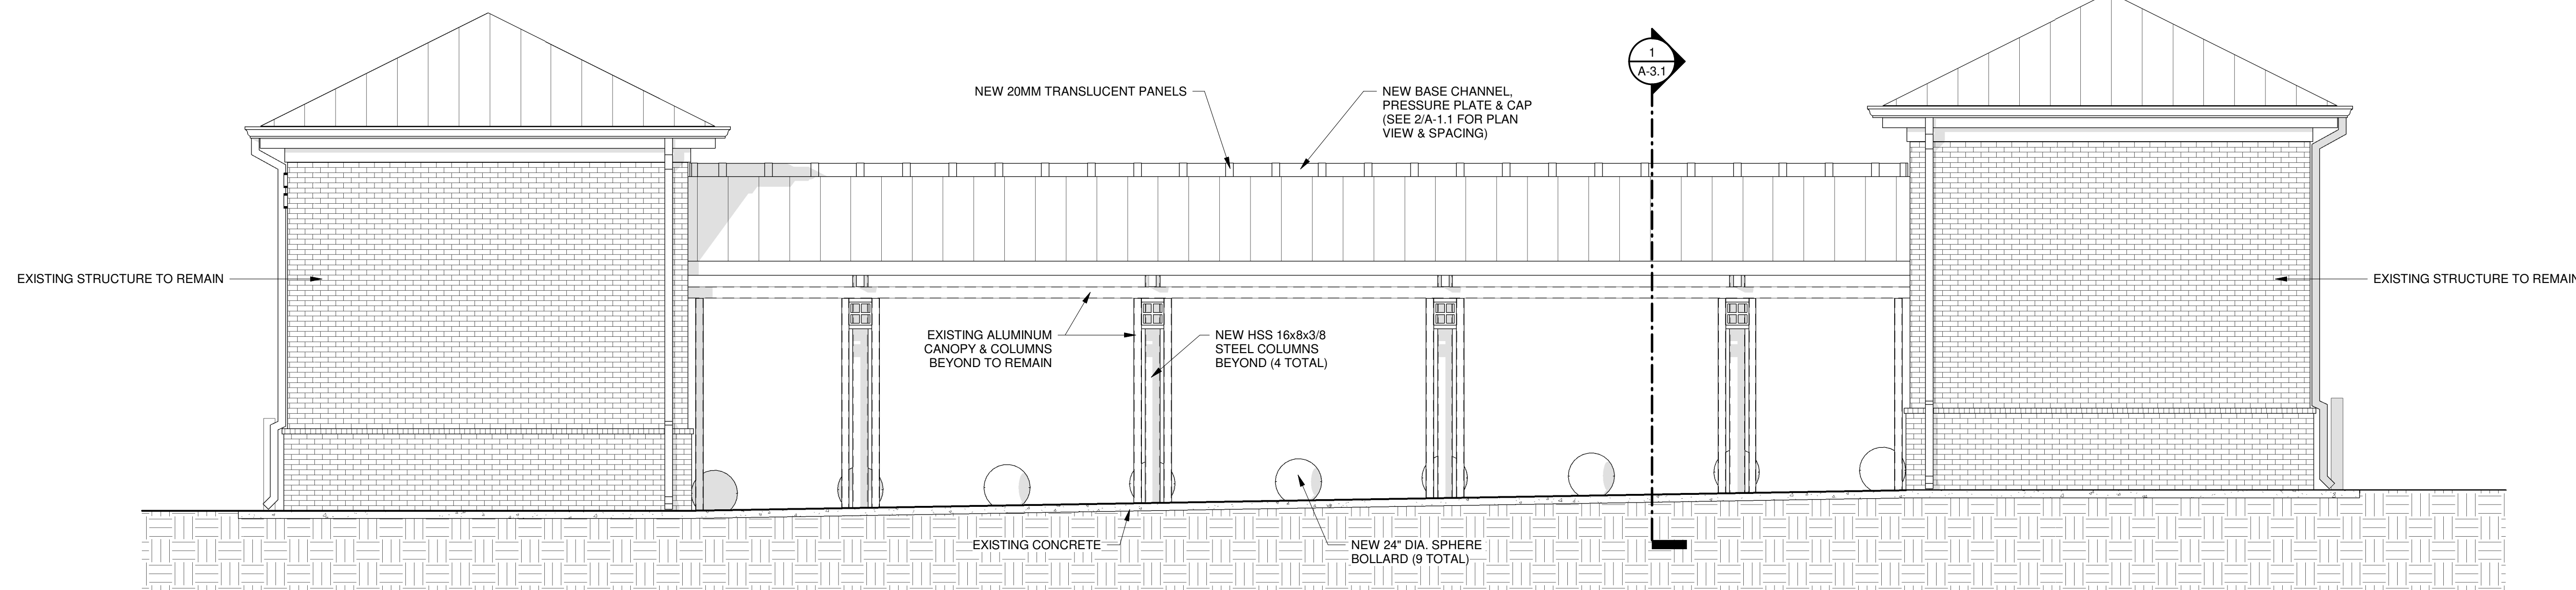 1
A-3.1
NEW 20MM TRANSLUCENT PANELS
NEW BASE CHANNEL,
PRESSURE PLATE & CAP
(SEE 2/A-1.1 FOR PLAN
VIEW & SPACING)
EXISTING STRUCTURE TO REMAIN
EXISTING STRUCTURE TO REMAIN
EXISTING ALUMINUM
CANOPY & COLUMNS
BEYOND TO REMAIN
NEW HSS 16x8x3/8
STEEL COLUMNS
BEYOND (4 TOTAL)
EXISTING CONCRETE
NEW 24" DIA. SPHERE
BOLLARD (9 TOTAL)